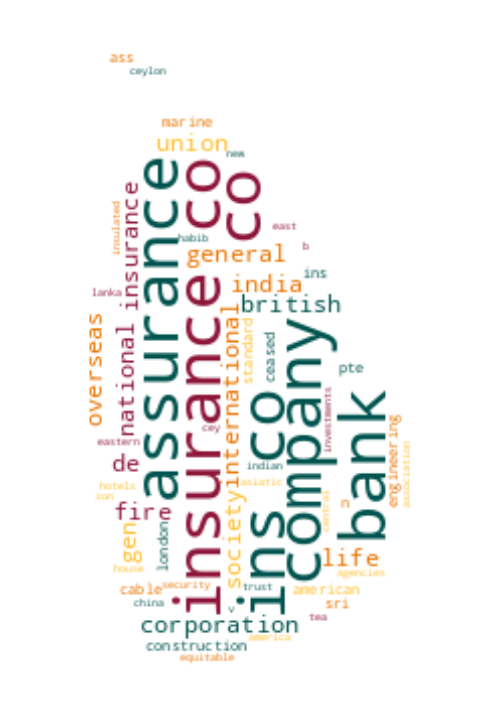 ass
ceylon
marine
union
new
assurance
insurance co
co
insurance
insulated
east
habib
general
b
ins
india
lanka
british
overseas
national
international
standard
ceased
company
pte
bank
investments
cey
eastern
de
indian
asiatic
engineering
association
hotels
son
society
ins co
central
n
fire
gen
london
life
house
agencies
cable
security
trust
american
china
v
sri
tea
corporation
america
construction
equitable